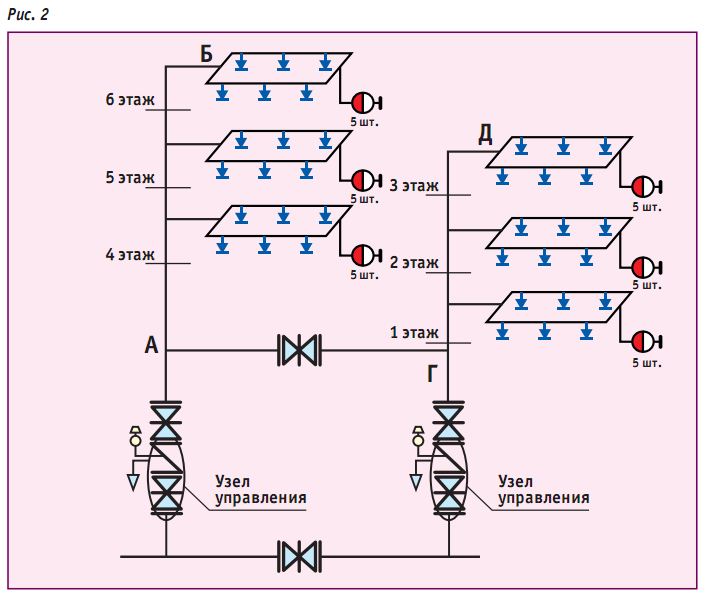 Рис. 2
Б
6 этаж
5 шт.
Д
5 этаж
5 шт.
3 этаж
5 шт.
4 этаж
5 шт.
2 этаж
5 шт.
1 этаж
А
5 шт.
Г
Узел
управления
Узел
управления